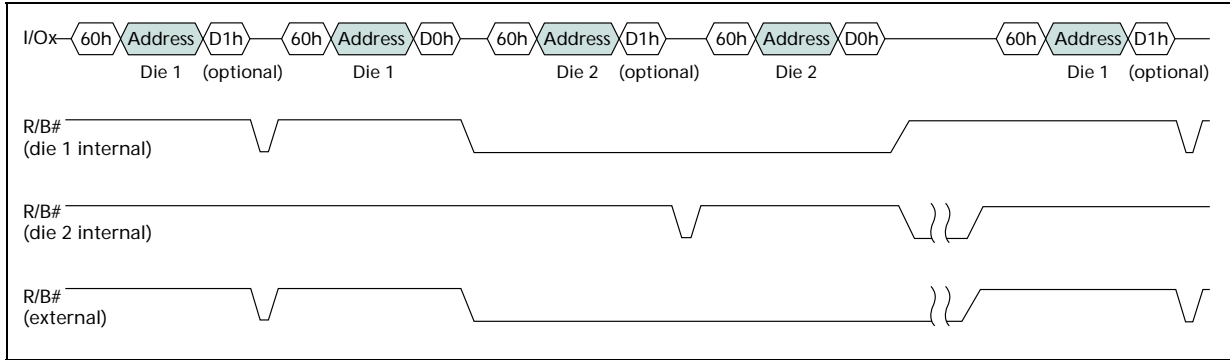 I/Ox 60h Address D1h 60h Address D0h 60h Address D1h 60h Address D0h 60h Address D1h
Die 1 (optional) Die 1 Die 2 (optional) Die 2 Die 1 (optional)
R/B#
(die 1 internal)
R/B#
(die 2 internal)
R/B#
(external)